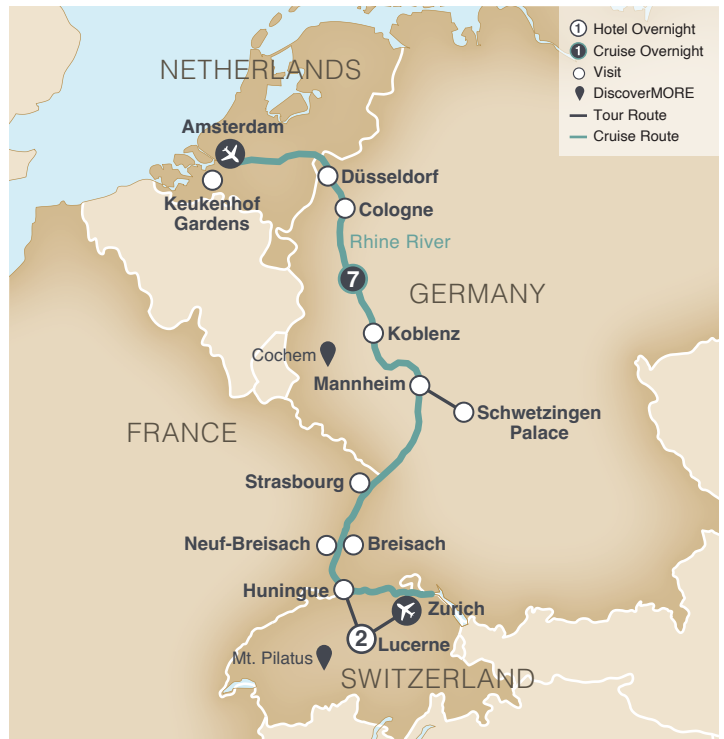 1 Hotel Overnight
1 Cruise Overnight
Visit
DiscoverMORE
Tour Route
Cruise Route
NETHERLANDS
Amsterdam
Düsseldorf
Keukenhof
Gardens
Cologne
Rhine River
7
GERMANY
Koblenz
Cochem
Mannheim
Schwetzingen
Palace
FRANCE
Strasbourg
Neuf-Breisach
Breisach
Huningue
Zurich
2
Lucerne
Mt. Pilatus
SWITZERLAND